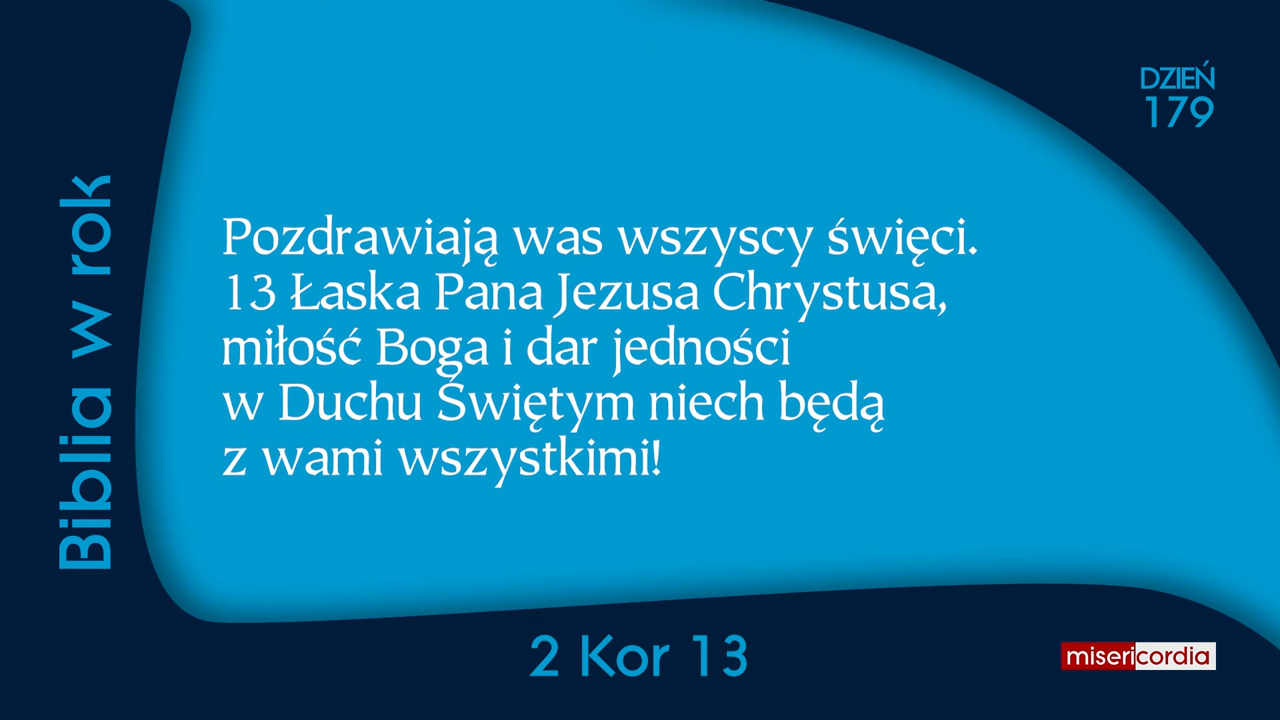 DZIEŃ
179
Biblia w rok
Pozdrawiają was wszyscy święci.
13 Łaska Pana Jezusa Chrystusa,
miłość Boga i dar jedności
w Duchu Świętym niech będą
z wami wszystkimi!
2 Kor 13
misericordia